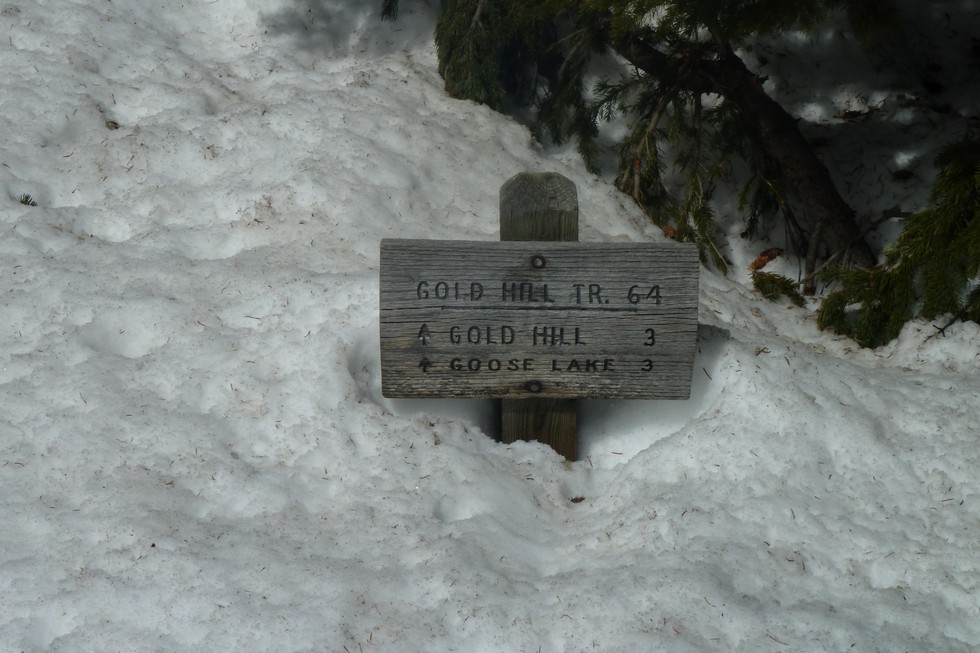 GOLD HILL TR. 64
↑ GOLD HILL 3
↑ GOOSE LAKE 3